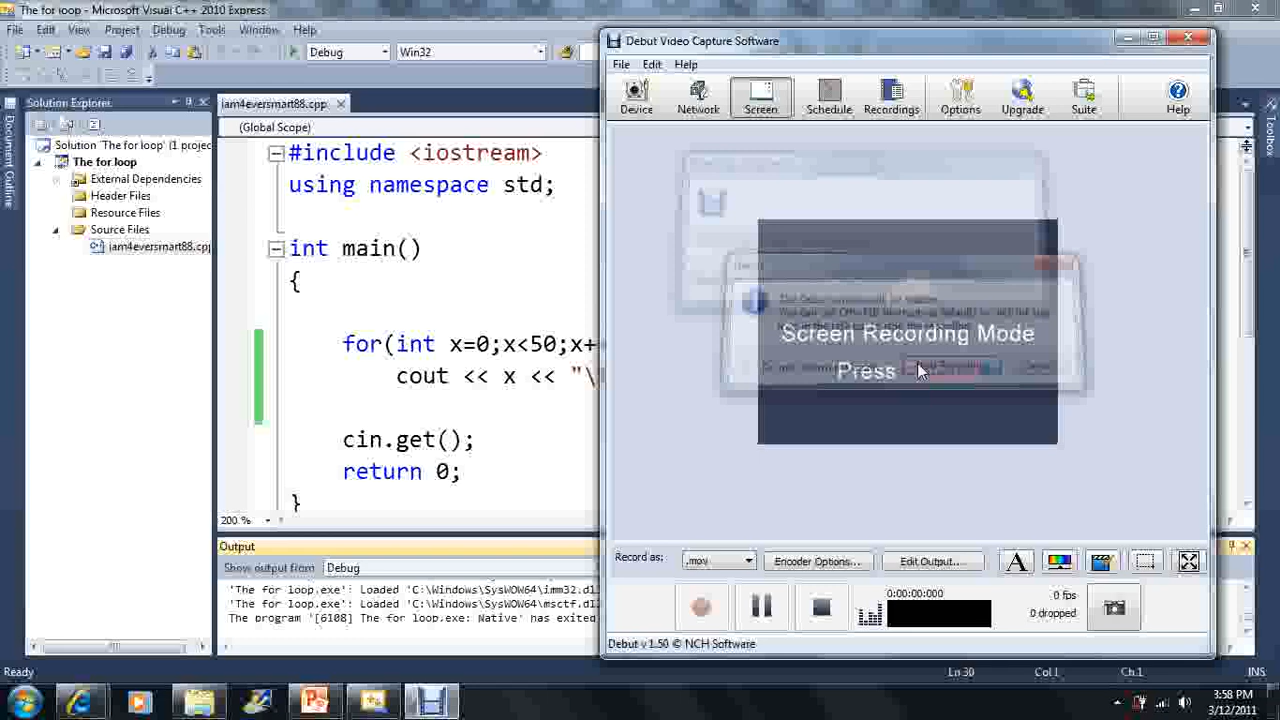 The for loop - Microsoft Visual C++ 2010 Express
File Edit View Project Debug Tools Window Help
Debug
Win32
Solution Explorer
Solution 'The for loop' (1 projec
The for loop
External Dependencies
Header Files
Resource Files
Source Files
iam4eversmart88.cpp
Document Outline
iam4eversmart88.cpp
(Global Scope)
#include <iostream>
using namespace std;
int main()
{
for(int x=0;x<50;x+
cout << x << "\
cin.get();
return 0;
}
200 %
Output
Show output from Debug
'The for loop.exe': Loaded 'C:\Windows\SysWOW64\imm32.dl
'The for loop.exe': Loaded 'C:\Windows\SysWOW64\msctf.dl
The program '[6108] The for loop.exe: Native' has exited
Debut Video Capture Software
File Edit Help
Device Network Screen Schedule Recordings Options Upgrade Suite Help
Screen Recording Mode
Press
Record as: .mov Encoder Options... Edit Output...
A
0:00:00:000
0 fps
0 dropped
Debut v 1.50 © NCH Software
Toolbox
Ready Ln 30 Col 1 Ch 1 INS
3:58 PM
3/12/2011